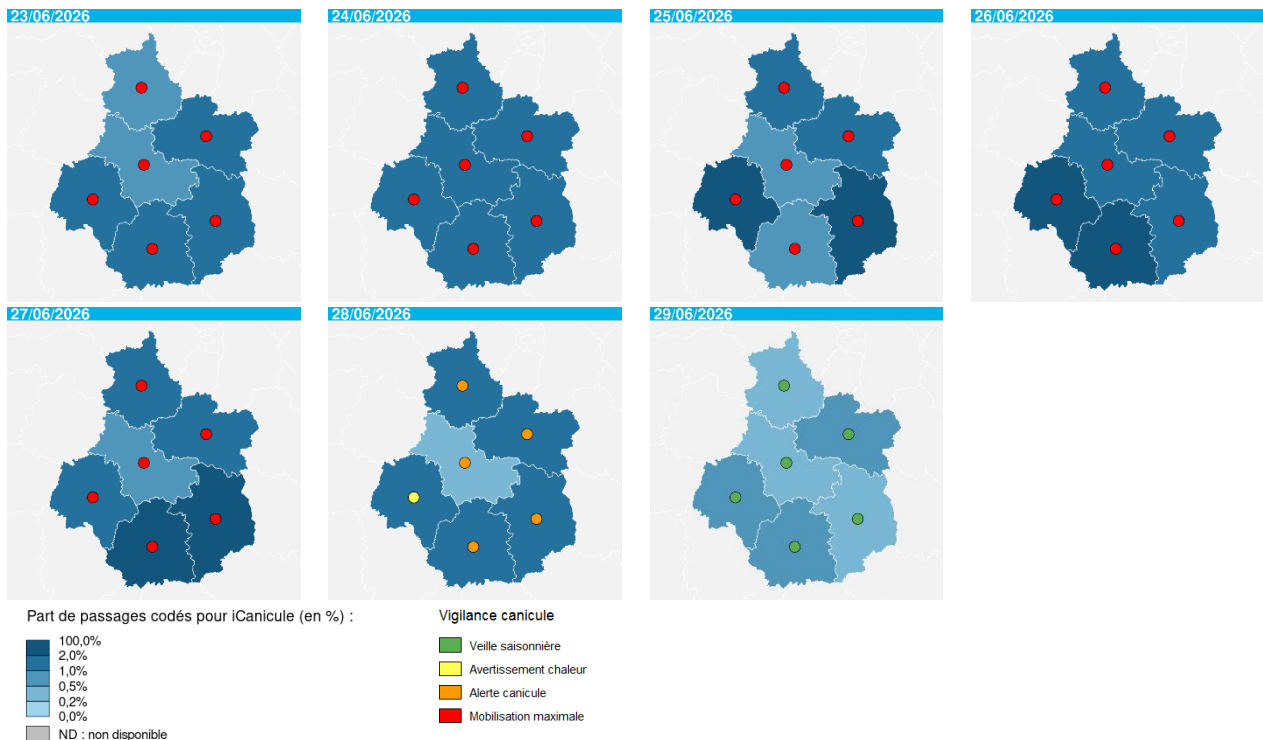 23/06/2026
24/06/2026
25/06/2026
26/06/2026
27/06/2026
28/06/2026
29/06/2026
Part de passages codés pour iCanicule (en %) :
100,0%
2,0%
1,0%
0,5%
0,2%
0,0%
ND : non disponible
Vigilance canicule
Veille saisonnière
Avertissement chaleur
Alerte canicule
Mobilisation maximale